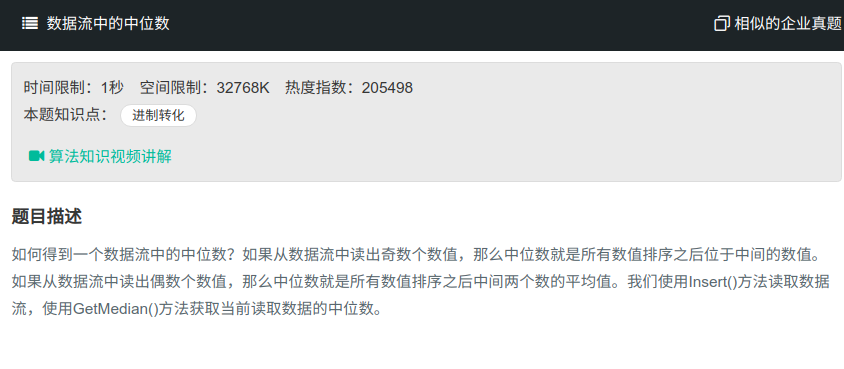 数据流中的中位数
相似的企业真题
时间限制：1秒 空间限制：32768K 热度指数：205498
本题知识点： 进制转化
算法知识视频讲解
题目描述
如何得到一个数据流中的中位数？如果从数据流中读出奇数个数值，那么中位数就是所有数值排序之后位于中间的数值。
如果从数据流中读出偶数个数值，那么中位数就是所有数值排序之后中间两个数的平均值。我们使用Insert()方法读取数据
流，使用GetMedian()方法获取当前读取数据的中位数。